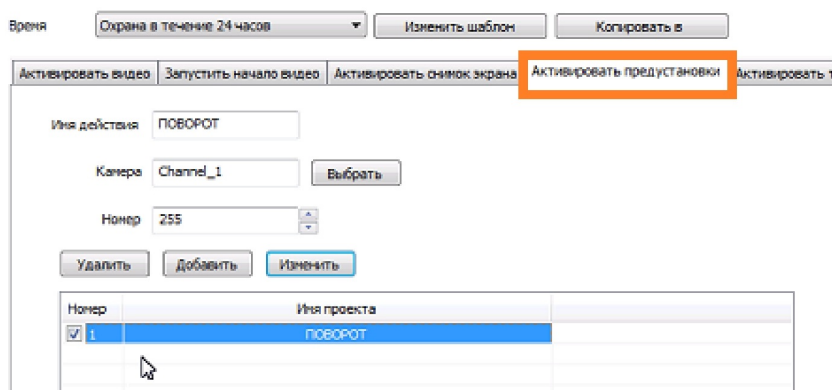 Время Охрана в течение 24 часов Изменить шаблон Копировать в
Активировать видео Запустить начало видео Активировать снимок экрана Активировать предустановки Активировать т
Имя действия ПОВОРОТ
Камера Channel_1 Выбрать
Номер 255
Удалить Добавить Изменить
Номер Имя проекта
1 ПОВОРОТ